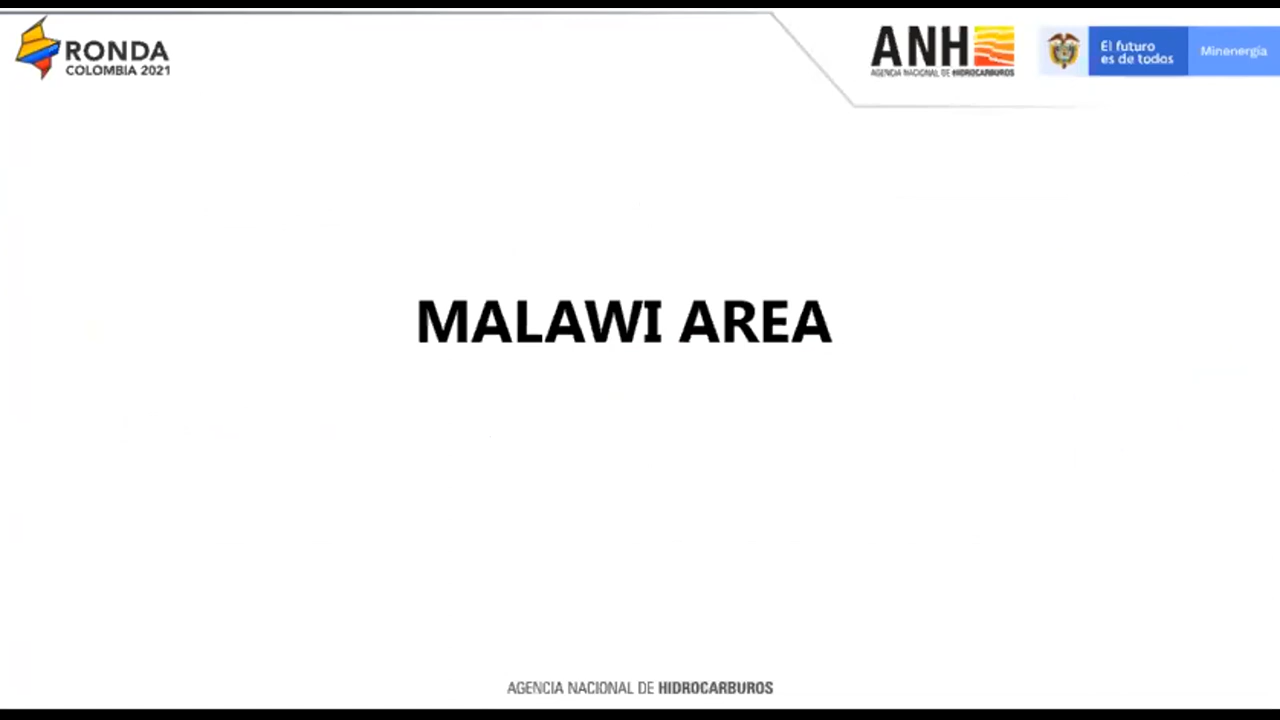 RONDA
COLOMBIA 2021
ANH
AGENCIA NACIONAL DE HIDROCARBUROS
El futuro
es de todos
Minenergía
MALAWI AREA
AGENCIA NACIONAL DE HIDROCARBUROS